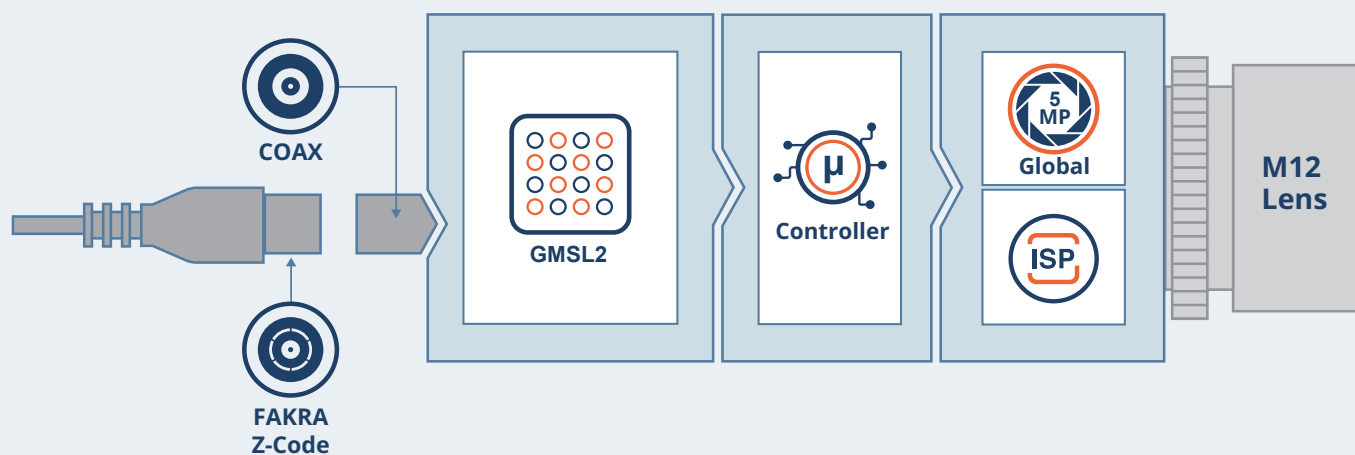 COAX
FAKRA
Z-Code
GMSL2
µ
Controller
5
MP
Global
ISP
M12
Lens